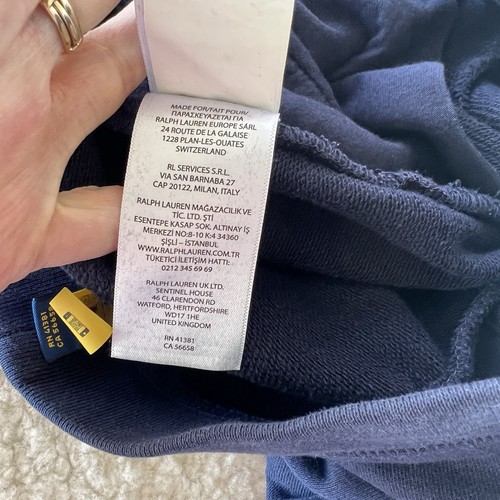 MADE FOR/FAIT POUR/
ΠΑΡΑΣΚΕΥΑΖΕΤΑΙ ΓΙΑ
RALPH LAUREN EUROPE SÀRL
24 ROUTE DE LA GALAISE
1228 PLAN-LES-OUATES
SWITZERLAND
RL SERVICES S.R.L.
VIA SAN BARNABA 27
CAP 20122, MILAN, ITALY
RALPH LAUREN MAĞAZACILIK VE
TİC. LTD. ŞTİ
ESENTEPE KASAP SOK. ALTINAY İŞ
MERKEZİ NO:8-10 K:4 34360
ŞİŞLİ – İSTANBUL
WWW.RALPHLAUREN.COM.TR
TÜKETİCİ İLETİŞİM HATTI:
0212 345 69 69
RALPH LAUREN UK LTD.
SENTINEL HOUSE
46 CLARENDON RD
WATFORD, HERTFORDSHIRE
WD17 1HE
UNITED KINGDOM
RN 41381
CA 56658
RN 41381
CA 56658